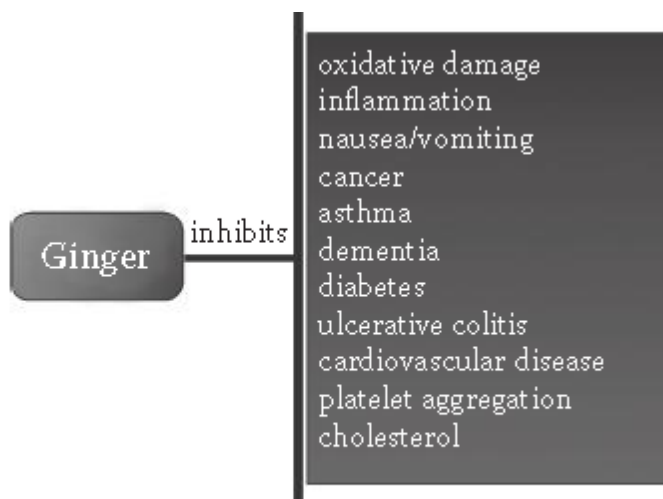 Ginger
inhibits
oxidative damage
inflammation
nausea/vomiting
cancer
asthma
dementia
diabetes
ulcerative colitis
cardiovascular disease
platelet aggregation
cholesterol